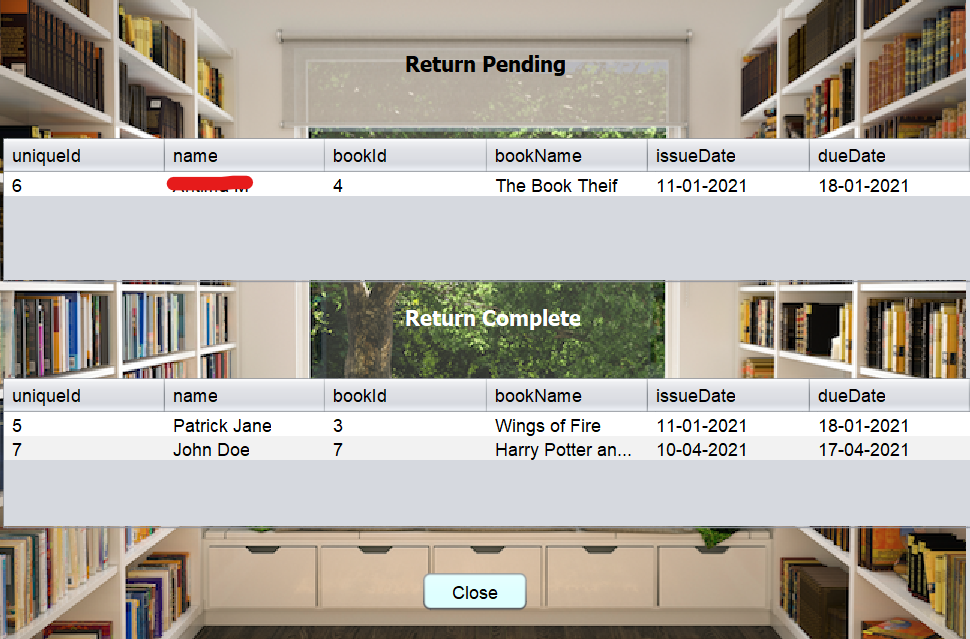 Return Pending
uniqueId name bookId bookName issueDate dueDate
6 4 The Book Theif 11-01-2021 18-01-2021
Return Complete
uniqueId name bookId bookName issueDate dueDate
5 Patrick Jane 3 Wings of Fire 11-01-2021 18-01-2021
7 John Doe 7 Harry Potter an... 10-04-2021 17-04-2021
Close